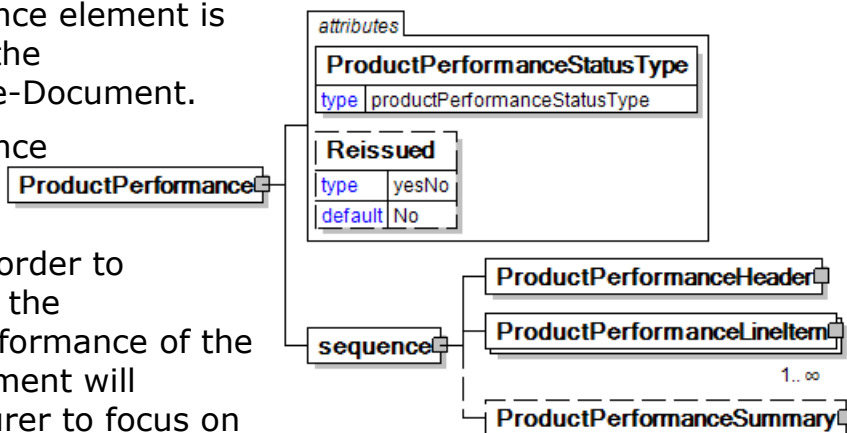 nce element is
the
e-Document.
nce
order to
the
formance of the
ment will
urer to focus on
attributes
ProductPerformanceStatusType
type productPerformanceStatusType
Reissued
type yesNo
default No
ProductPerformance
sequence
ProductPerformanceHeader
ProductPerformanceLineItem
1.. ∞
ProductPerformanceSummary